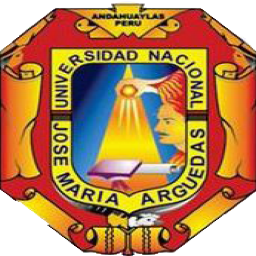 ANDAHUAYLAS
PERU
UNIVERSIDAD NACIONAL
JOSE MARIA ARGUEDAS